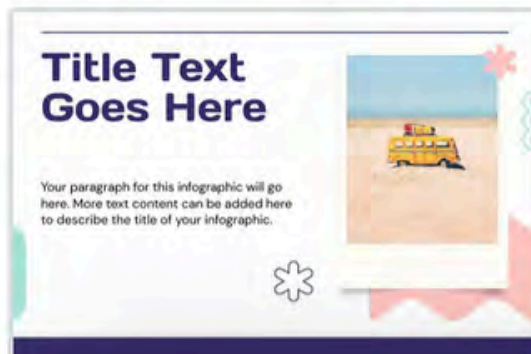 Title Text
Goes Here
Your paragraph for this infographic will go
here. More text content can be added here
to describe the title of your infographic.